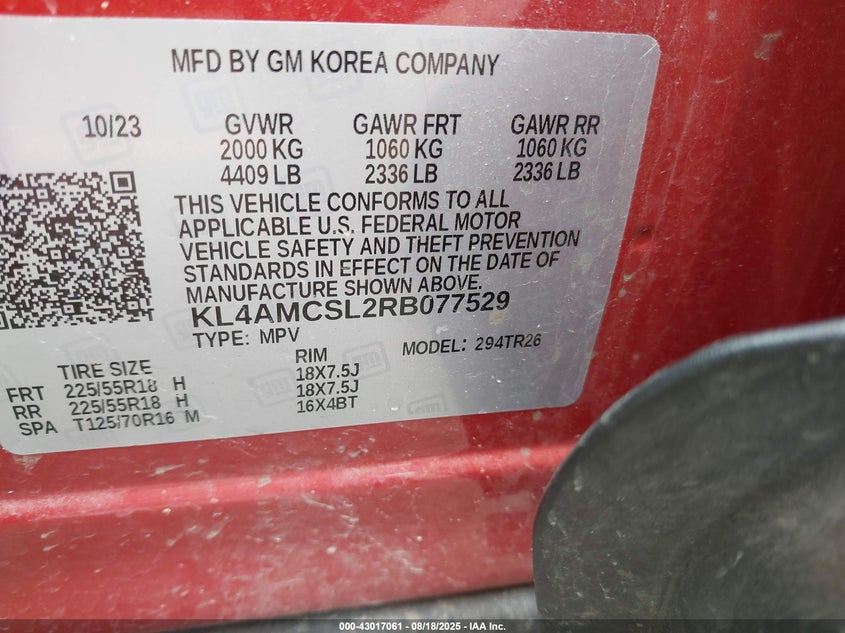 MFD BY GM KOREA COMPANY
10/23 GVWR GAWR FRT GAWR RR
2000 KG 1060 KG 1060 KG
4409 LB 2336 LB 2336 LB
THIS VEHICLE CONFORMS TO ALL
APPLICABLE U.S. FEDERAL MOTOR
VEHICLE SAFETY AND THEFT PREVENTION
STANDARDS IN EFFECT ON THE DATE OF
MANUFACTURE SHOWN ABOVE.
KL4AMCSL2RB077529
TYPE: MPV MODEL: 294TR26
TIRE SIZE RIM
FRT 225/55R18 H 18X7.5J
RR 225/55R18 H 18X7.5J
SPA T125/70R16 M 16X4BT
gm
000-43017061 - 08/18/2025 - IAA Inc.